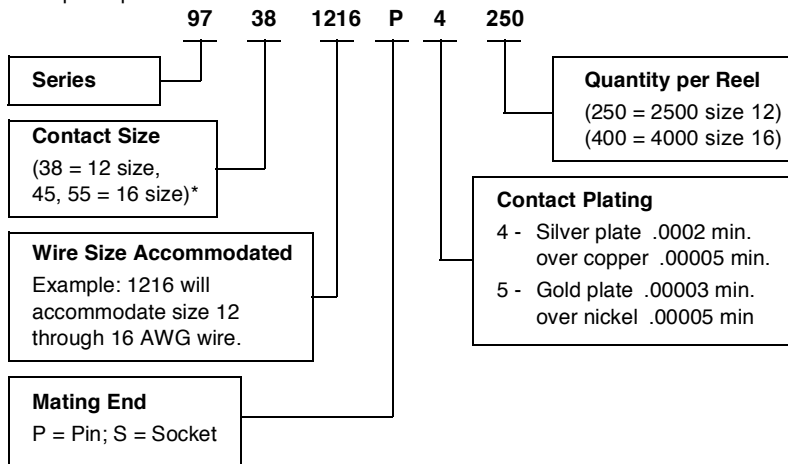 97 38 1216 P 4 250
Series
Contact Size
(38 = 12 size,
45, 55 = 16 size)*
Wire Size Accommodated
Example: 1216 will
accommodate size 12
through 16 AWG wire.
Mating End
P = Pin; S = Socket
Quantity per Reel
(250 = 2500 size 12)
(400 = 4000 size 16)
Contact Plating
4 - Silver plate .0002 min.
over copper .00005 min.
5 - Gold plate .00003 min.
over nickel .00005 min